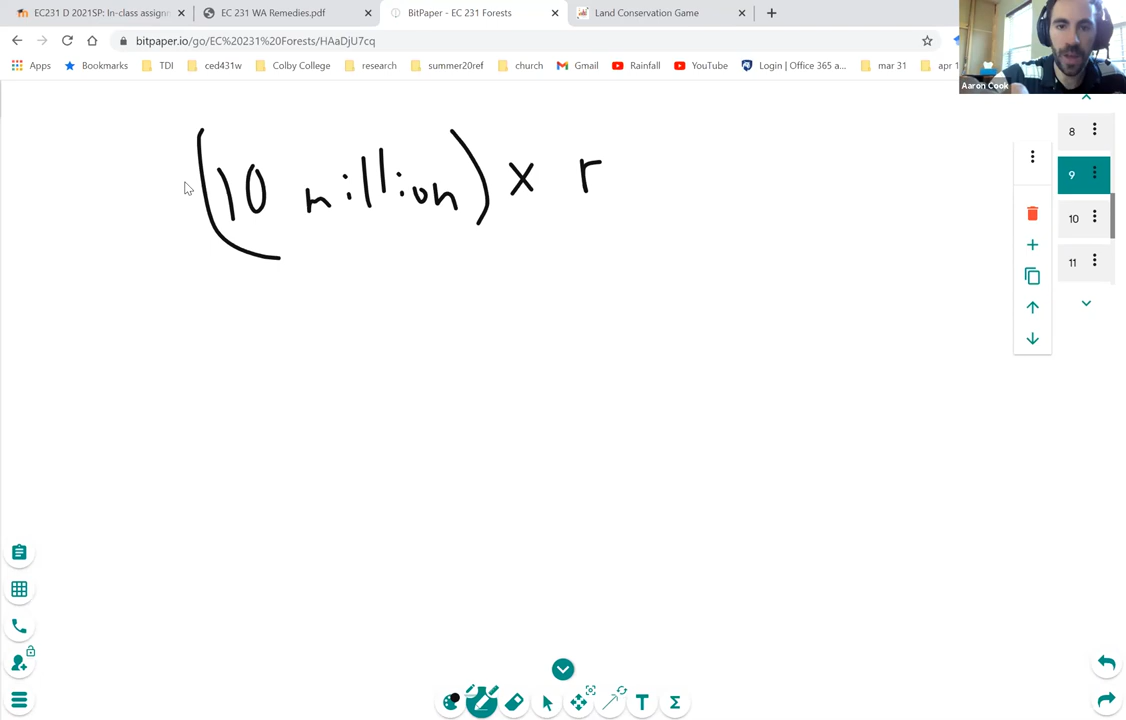 EC231 D 2021SP: In-class assignm
EC 231 WA Remedies.pdf
BitPaper - EC 231 Forests
Land Conservation Game
bitpaper.io/go/EC%20231%20Forests/HAaDjU7cq
Apps
Bookmarks
TDI
ced431w
Colby College
research
summer20ref
church
Gmail
Rainfall
YouTube
Login | Office 365 a...
mar 31
apr 1
Aaron Cook
(10 million) x r
8
9
10
11
T
Σ